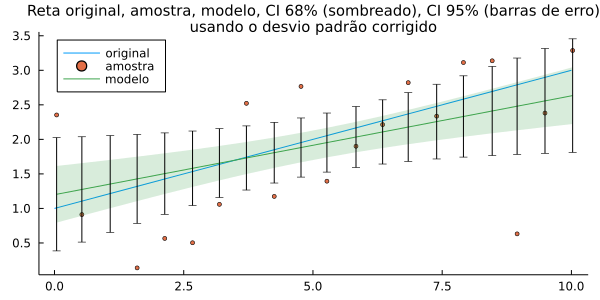 Reta original, amostra, modelo, CI 68% (sombreado), CI 95% (barras de erro)
usando o desvio padrão corrigido
original
amostra
modelo
3.5
3.0
2.5
2.0
1.5
1.0
0.5
0.0
2.5
5.0
7.5
10.0